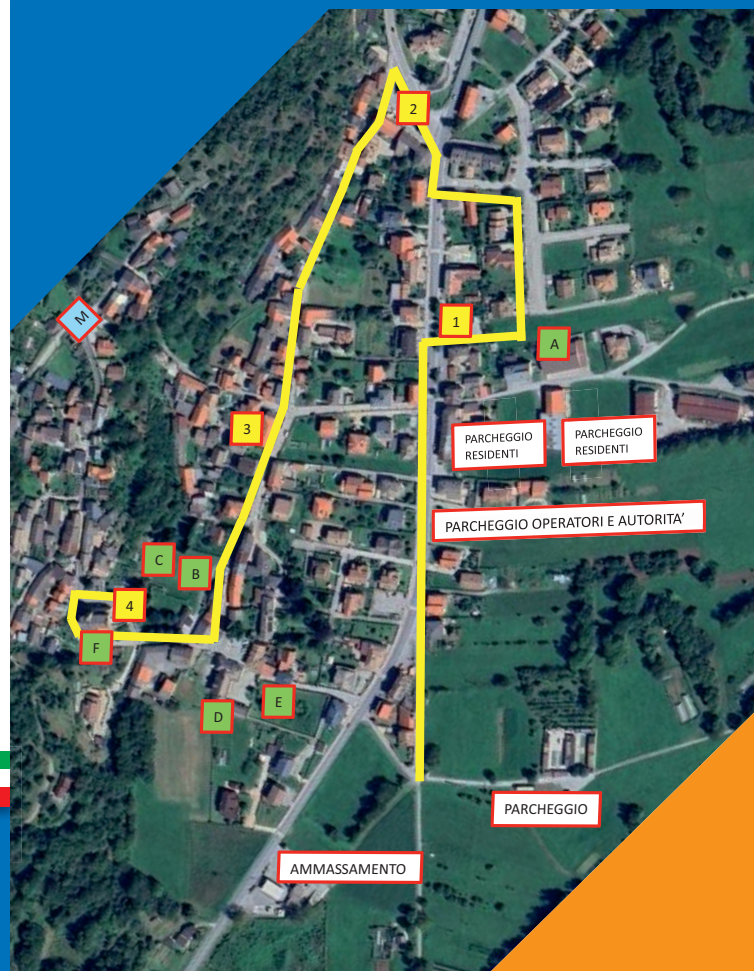 2
M
1
A
3
PARCHEGGIO
RESIDENTI
PARCHEGGIO
RESIDENTI
PARCHEGGIO OPERATORI E AUTORITA’
C
B
4
F
E
D
PARCHEGGIO
AMMASSAMENTO